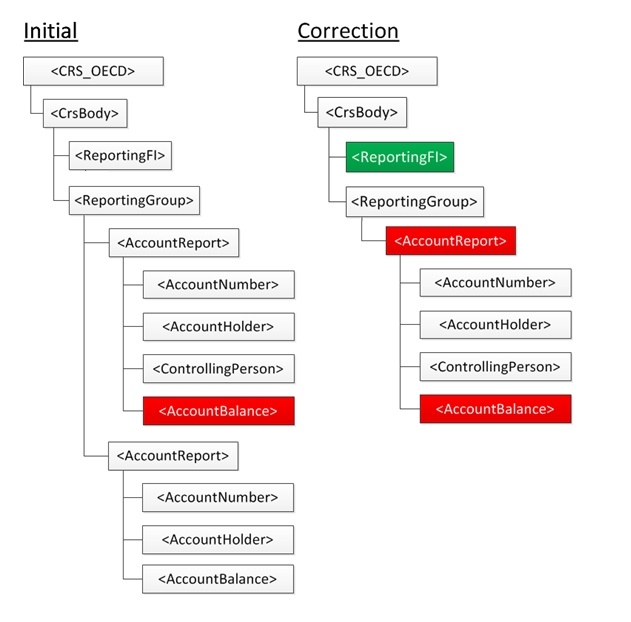 Initial
<CRS_OECD>
<CrsBody>
<ReportingFI>
<ReportingGroup>
<AccountReport>
<AccountNumber>
<AccountHolder>
<ControllingPerson>
<AccountBalance>
<AccountReport>
<AccountNumber>
<AccountHolder>
<AccountBalance>
Correction
<CRS_OECD>
<CrsBody>
<ReportingFI>
<ReportingGroup>
<AccountReport>
<AccountNumber>
<AccountHolder>
<ControllingPerson>
<AccountBalance>